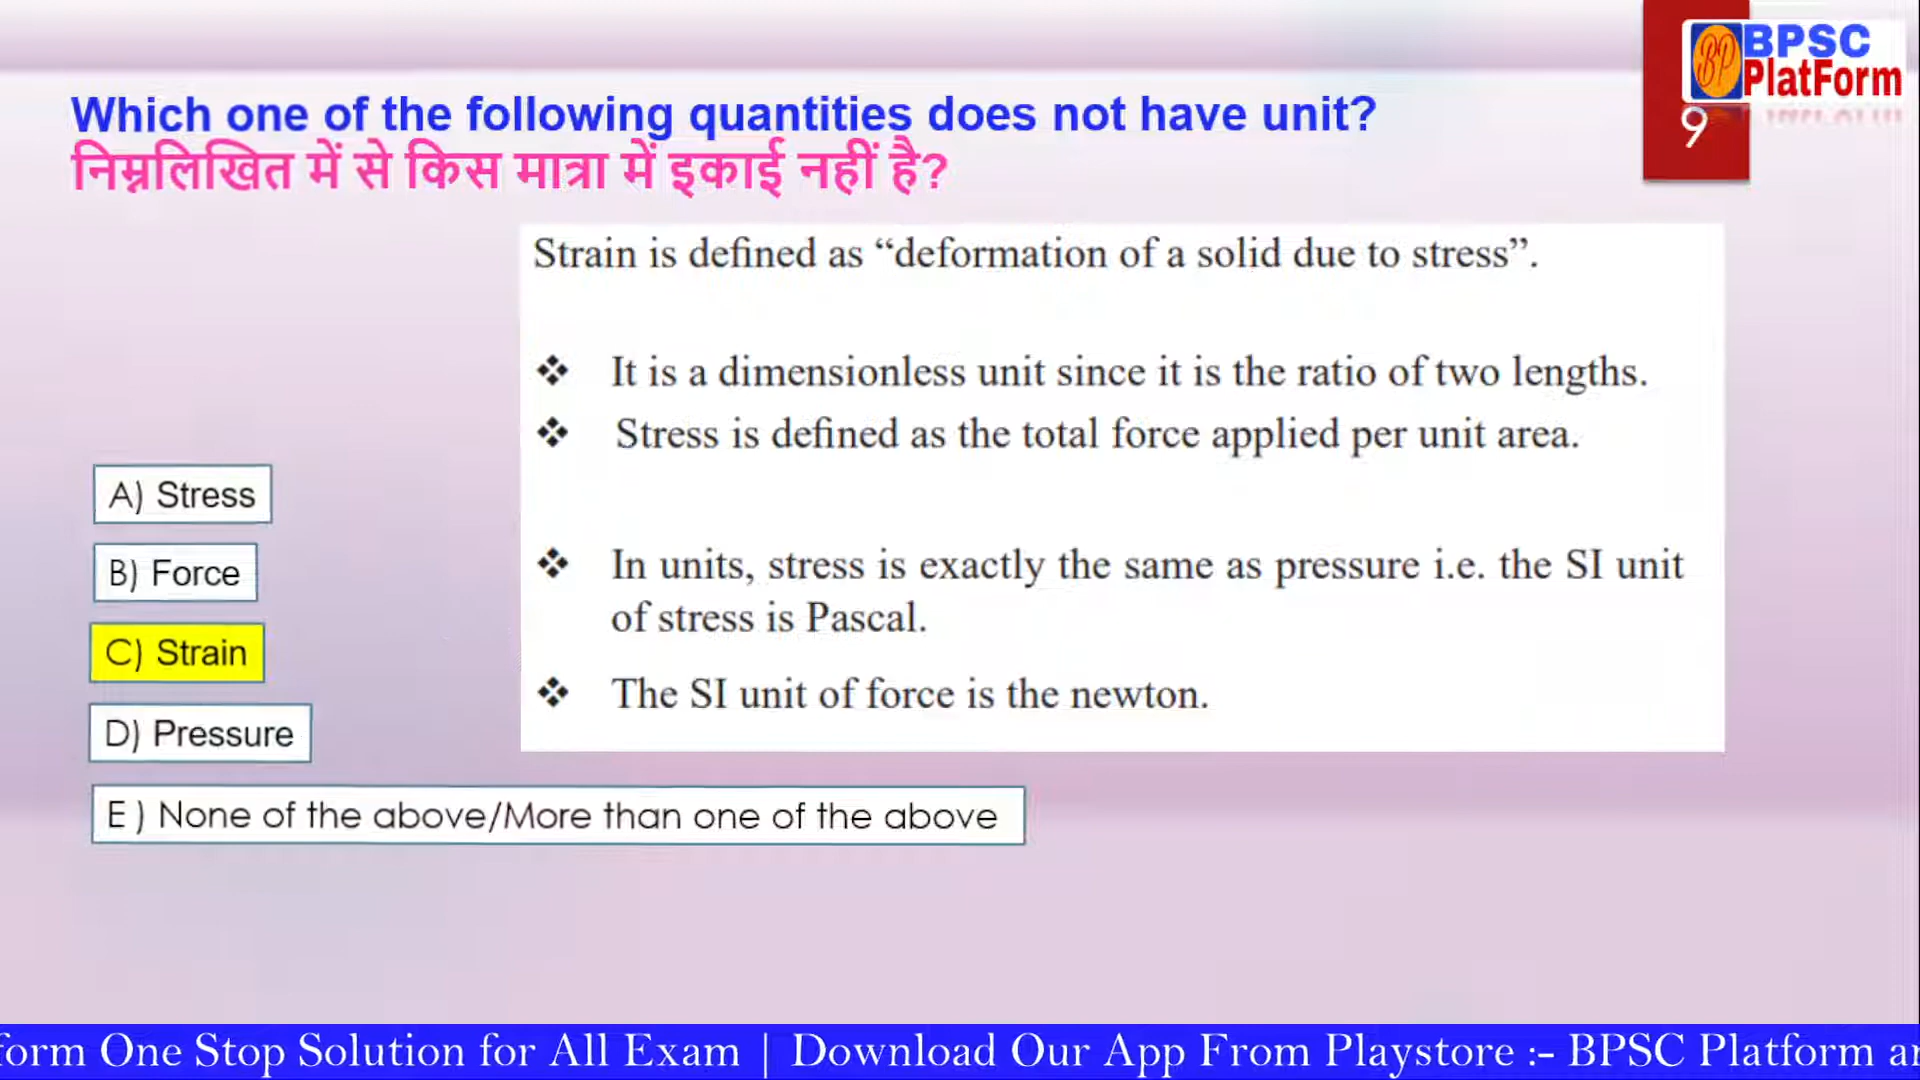 BPSC
PlatForm
9
Which one of the following quantities does not have unit?
निम्नलिखित में से किस मात्रा में इकाई नहीं है?
Strain is defined as “deformation of a solid due to stress”.
❖ It is a dimensionless unit since it is the ratio of two lengths.
❖ Stress is defined as the total force applied per unit area.
❖ In units, stress is exactly the same as pressure i.e. the SI unit
of stress is Pascal.
❖ The SI unit of force is the newton.
A) Stress
B) Force
C) Strain
D) Pressure
E ) None of the above/More than one of the above
form One Stop Solution for All Exam | Download Our App From Playstore :- BPSC Platform